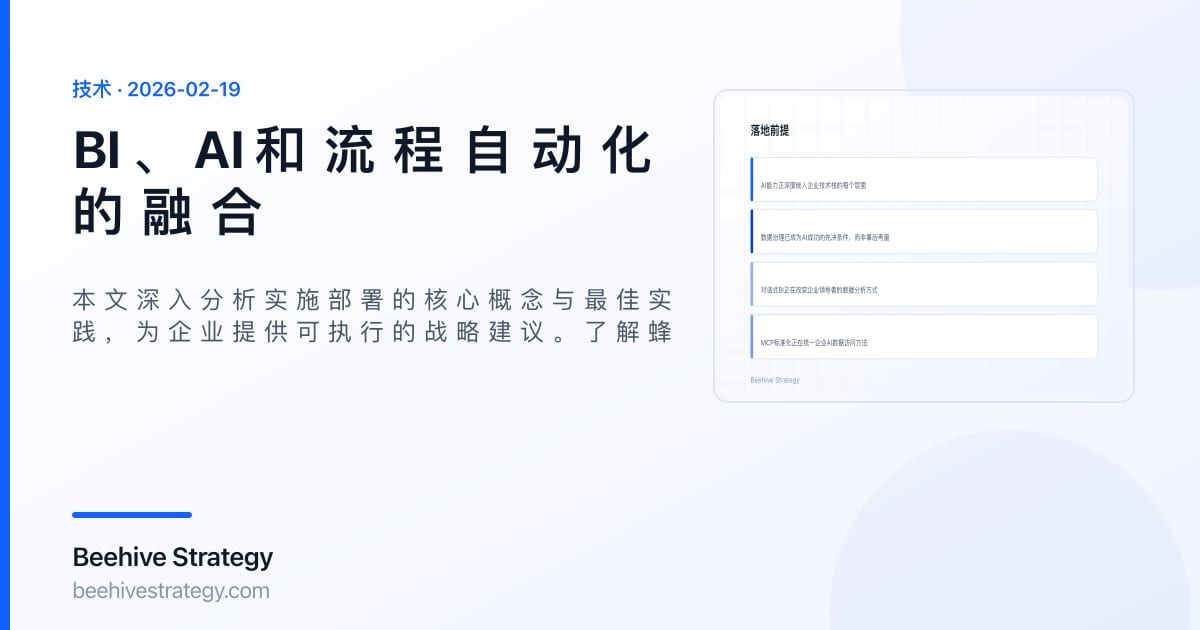 技术 · 2026-02-19
BI、AI和流程自动化
的融合
本文深入分析实施部署的核心概念与最佳实
践，为企业提供可执行的战略建议。了解蜂
落地前提
AI能力正深度嵌入企业技术栈的每个层面
数据治理已成为AI成功的先决条件，而非事后考量
对话式BI正在改变企业领导者的数据分析方式
MCP标准化正在统一企业AI数据访问方法
Beehive Strategy
Beehive Strategy
beehivestrategy.com